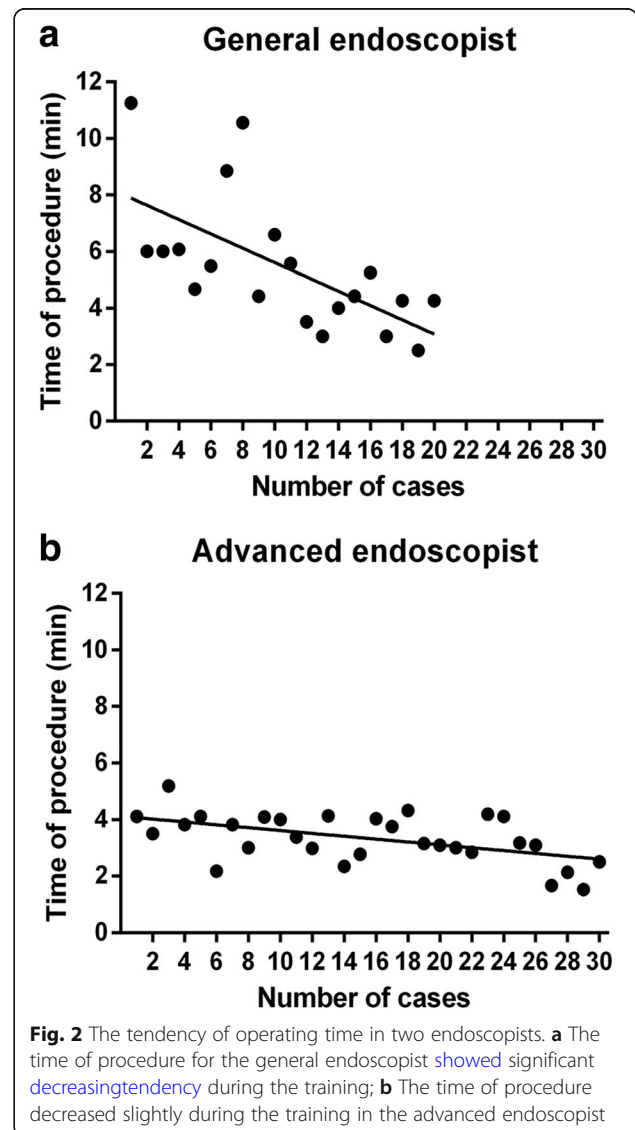 a
General endoscopist
12
10
8
6
4
2
0
Time of procedure (min)
2 4 6 8 10 12 14 16 18 20 22 24 26 28 30
Number of cases
b
Advanced endoscopist
12
10
8
6
4
2
0
Time of procedure (min)
2 4 6 8 10 12 14 16 18 20 22 24 26 28 30
Number of cases
Fig. 2 The tendency of operating time in two endoscopists. a The
time of procedure for the general endoscopist showed significant
decreasingtendency during the training; b The time of procedure
decreased slightly during the training in the advanced endoscopist